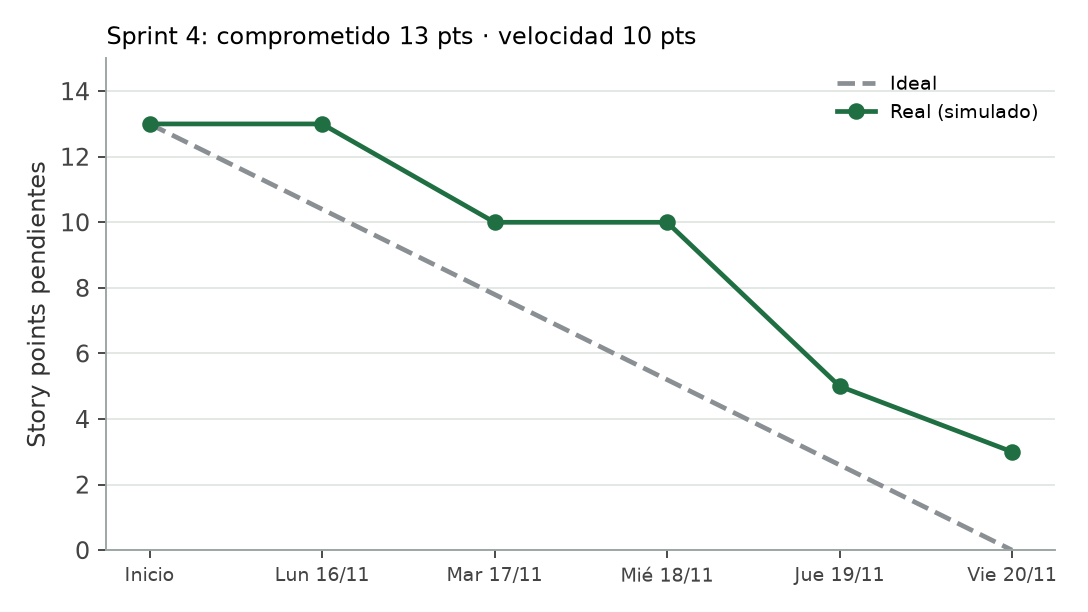 Sprint 4: comprometido 13 pts · velocidad 10 pts
Ideal
Real (simulado)
Story points pendientes
14
12
10
8
6
4
2
0
Inicio
Lun 16/11
Mar 17/11
Mié 18/11
Jue 19/11
Vie 20/11